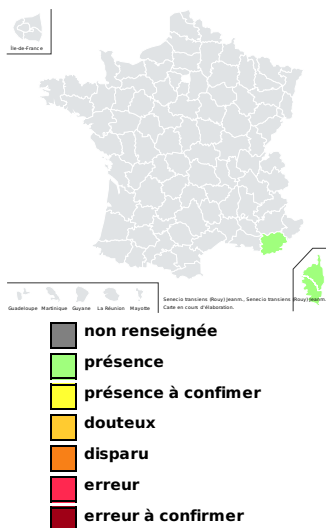 Île-de-France
Guadeloupe Martinique Guyane La Réunion Mayotte
Senecio transiens (Rouy) Jeanm., Senecio transiens (Rouy) Jeanm.
Carte en cours d'élaboration.
non renseignée
présence
présence à confimer
douteux
disparu
erreur
erreur à confirmer